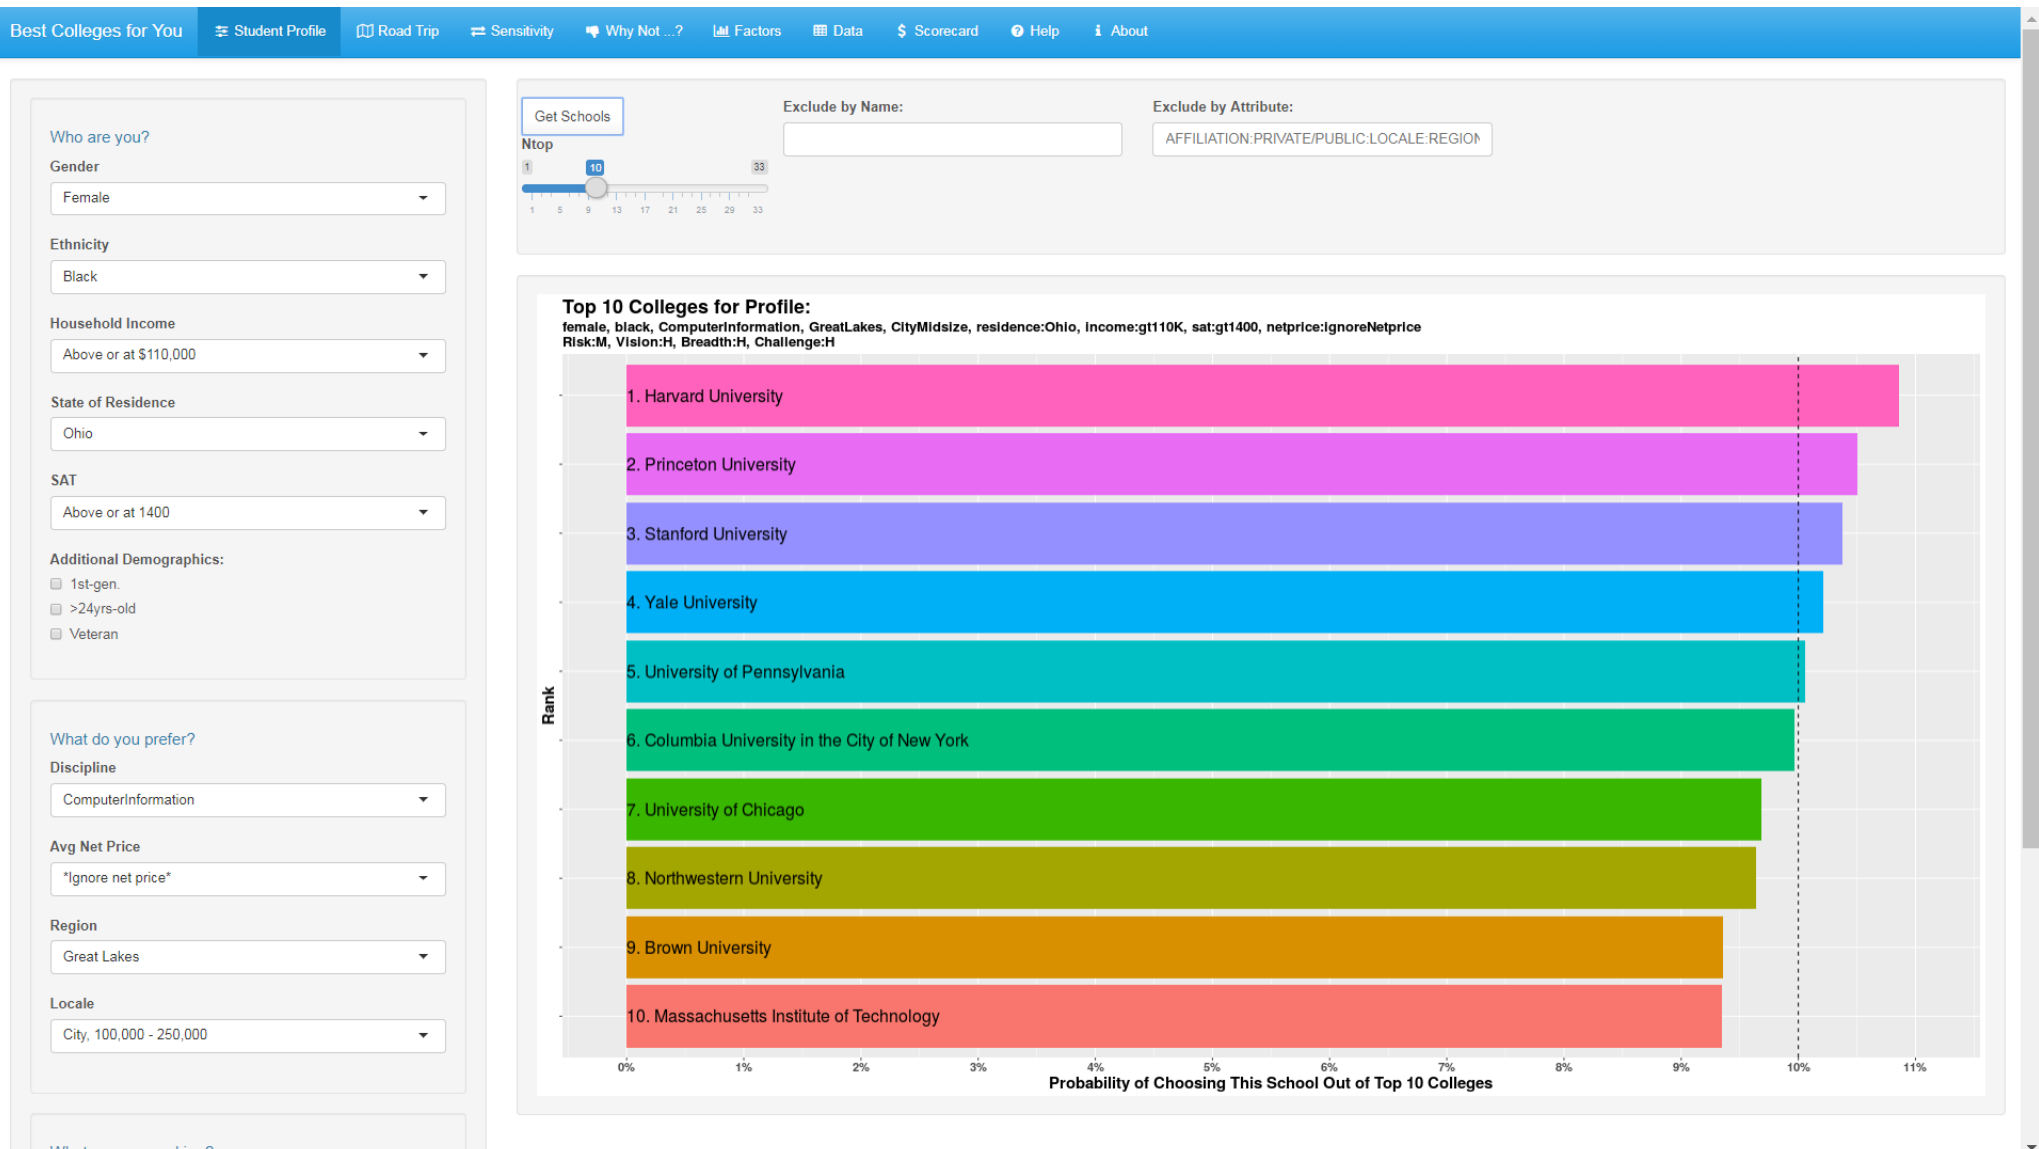 Best Colleges for You
Student Profile
Road Trip
Sensitivity
Why Not ...?
Factors
Data
Scorecard
Help
About
Who are you?
Gender
Female
Ethnicity
Black
Household Income
Above or at $110,000
State of Residence
Ohio
SAT
Above or at 1400
Additional Demographics:
1st-gen.
>24yrs-old
Veteran
What do you prefer?
Discipline
ComputerInformation
Avg Net Price
*Ignore net price*
Region
Great Lakes
Locale
City, 100,000 - 250,000
Get Schools
Ntop
1 10 33
1 5 9 13 17 21 25 29 33
Exclude by Name:
Exclude by Attribute:
AFFILIATION:PRIVATE/PUBLIC:LOCALE:REGION
Top 10 Colleges for Profile:
female, black, ComputerInformation, GreatLakes, CityMidsize, residence:Ohio, income:gt110K, sat:gt1400, netprice:ignoreNetprice
Risk:M, Vision:H, Breadth:H, Challenge:H
Rank
1. Harvard University
2. Princeton University
3. Stanford University
4. Yale University
5. University of Pennsylvania
6. Columbia University in the City of New York
7. University of Chicago
8. Northwestern University
9. Brown University
10. Massachusetts Institute of Technology
0% 1% 2% 3% 4% 5% 6% 7% 8% 9% 10% 11%
Probability of Choosing This School Out of Top 10 Colleges